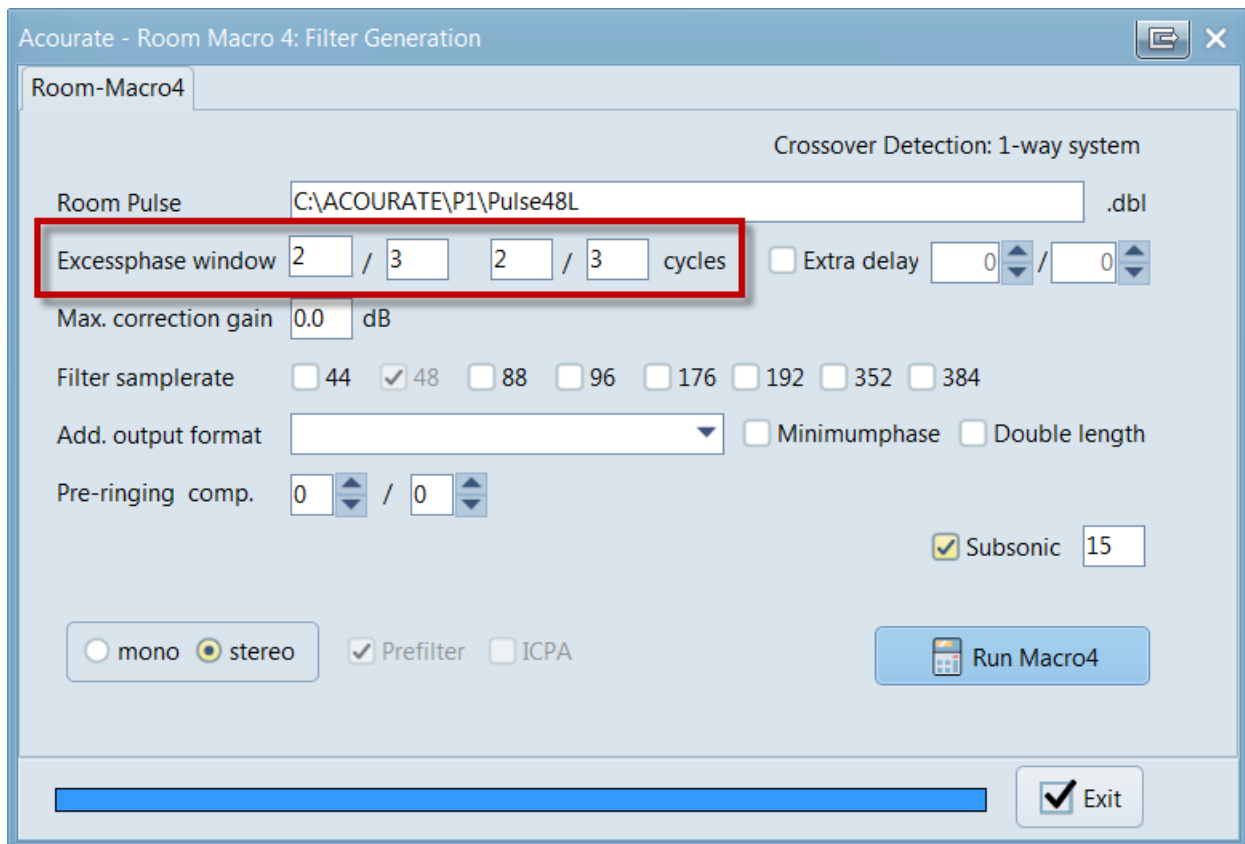 Acourate - Room Macro 4: Filter Generation
Room-Macro4
Crossover Detection: 1-way system
Room Pulse C:\ACOURATE\P1\Pulse48L .dbl
Excessphase window 2 / 3 2 / 3 cycles Extra delay 0 / 0
Max. correction gain 0.0 dB
Filter samplerate 44 48 88 96 176 192 352 384
Add. output format Minimumphase Double length
Pre-ringing comp. 0 / 0
Subsonic 15
mono stereo Prefilter ICPA Run Macro4
Exit